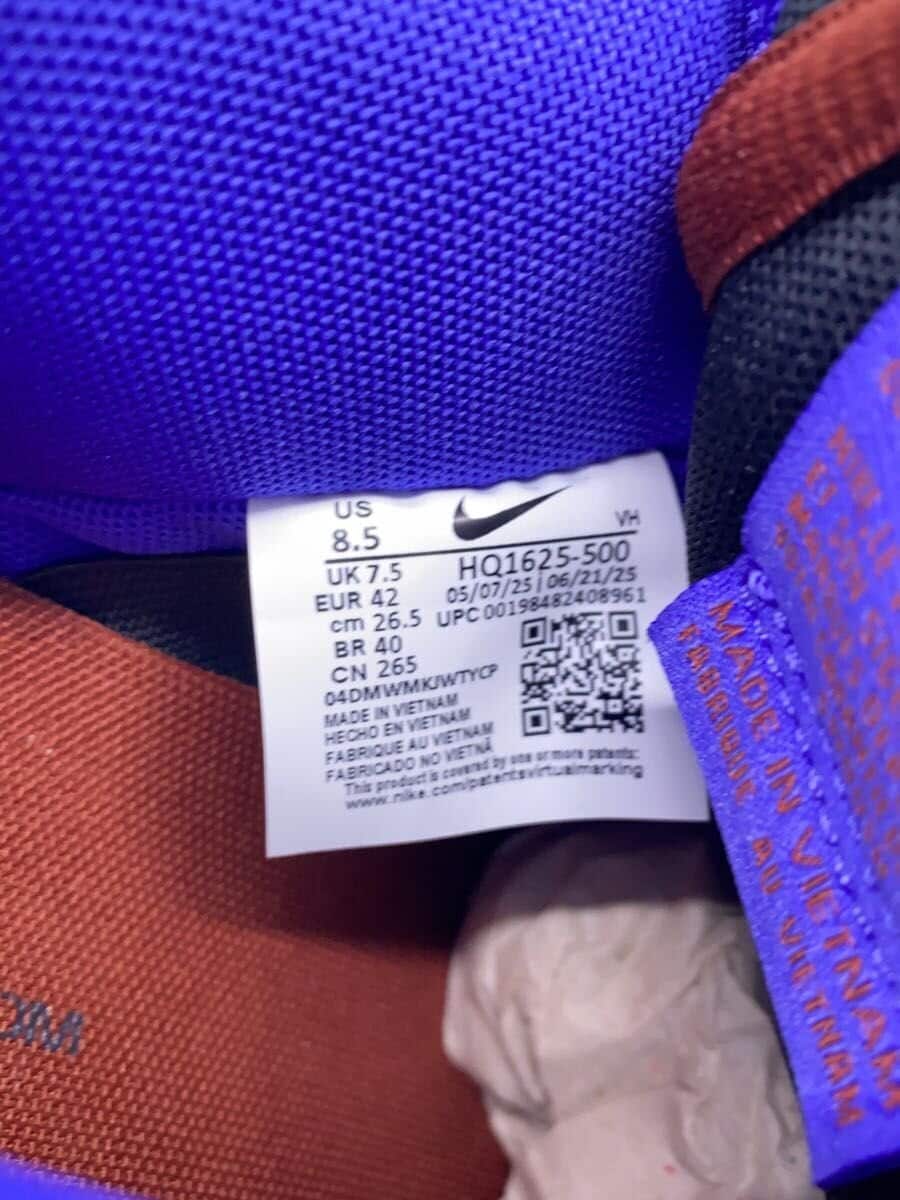 US
8.5
VH
UK 7.5
HQ1625-500
EUR 42
05/07/25 | 06/21/25
cm 26.5
UPC 00198482408961
BR 40
CN 265
04DMWMKJWTYCP
MADE IN VIETNAM
HECHO EN VIETNAM
FABRIQUE AU VIETNAM
FABRICADO NO VIETNÃ
This product is covered by one or more patents:
www.nike.com/patentsvirtualmarking
MADE IN VIETNAM
FABRIQUE AU VIETNAM